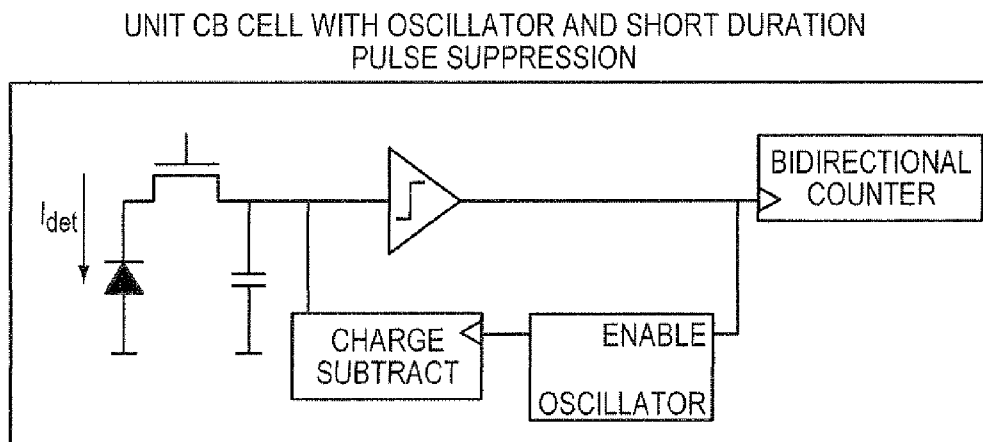 UNIT CB CELL WITH OSCILLATOR AND SHORT DURATION
PULSE SUPPRESSION
BIDIRECTIONAL
COUNTER
Idet
CHARGE
SUBTRACT
ENABLE
OSCILLATOR